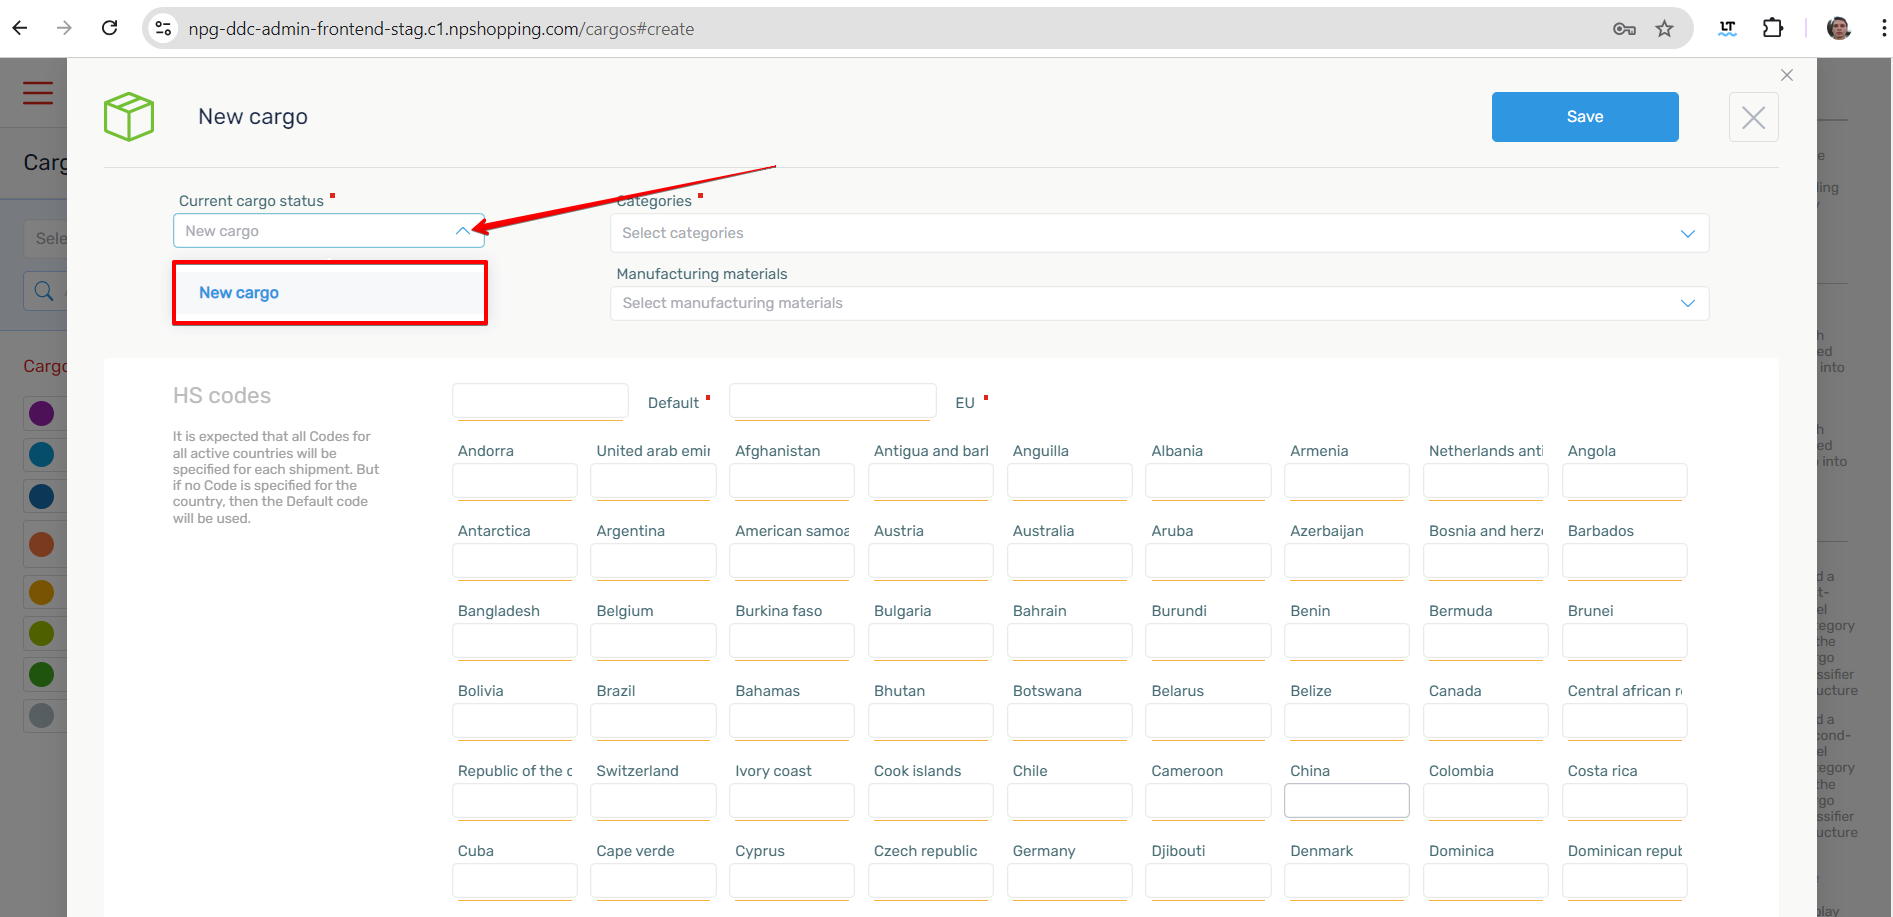 npg-ddc-admin-frontend-stag.c1.npshopping.com/cargos#create
New cargo
Save
Carg
Current cargo status
Categories
New cargo
Select categories
Sele
Manufacturing materials
New cargo
Select manufacturing materials
Cargo
HS codes
Default
EU
It is expected that all Codes for
all active countries will be
specified for each shipment. But
if no Code is specified for the
country, then the Default code
will be used.
Andorra
United arab emir
Afghanistan
Antigua and barl
Anguilla
Albania
Armenia
Netherlands anti
Angola
Antarctica
Argentina
American samoa
Austria
Australia
Aruba
Azerbaijan
Bosnia and herze
Barbados
Bangladesh
Belgium
Burkina faso
Bulgaria
Bahrain
Burundi
Benin
Bermuda
Brunei
Bolivia
Brazil
Bahamas
Bhutan
Botswana
Belarus
Belize
Canada
Central african r
Republic of the c
Switzerland
Ivory coast
Cook islands
Chile
Cameroon
China
Colombia
Costa rica
Cuba
Cape verde
Cyprus
Czech republic
Germany
Djibouti
Denmark
Dominica
Dominican repub
e
ling
h
ed
into
h
ed
into
d a
t-
el
egory
the
rgo
ssifier
ucture
d a
cond-
el
egory
the
rgo
ssifier
ucture
play